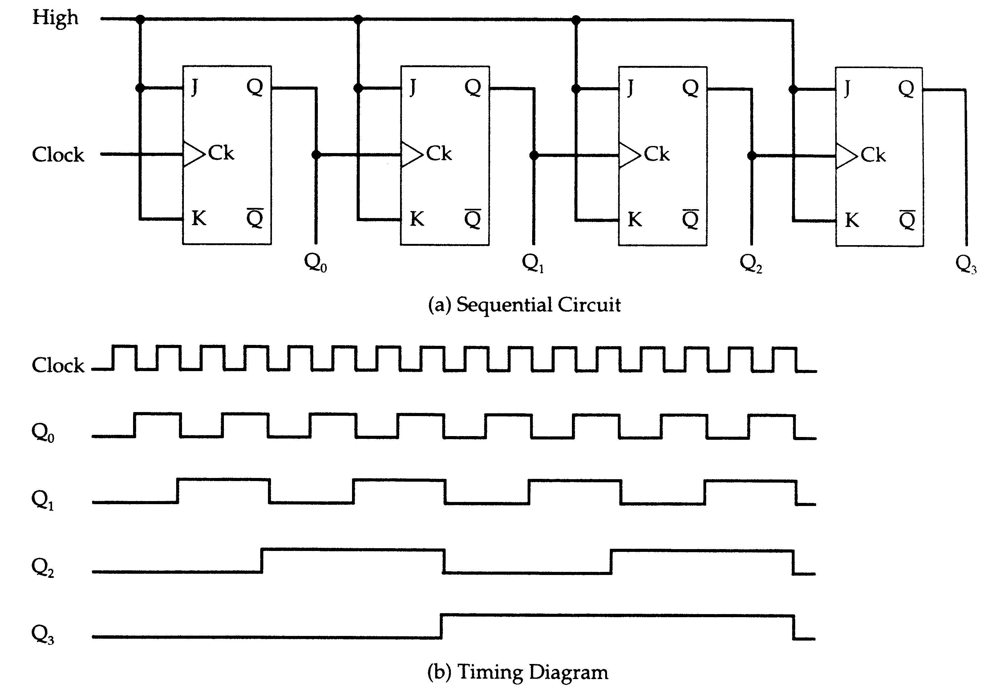 High
J Q J Q J Q J Q
Clock Ck Ck Ck Ck
K Q̅ K Q̅ K Q̅ K Q̅
Q₀ Q₁ Q₂ Q₃
(a) Sequential Circuit
Clock
Q₀
Q₁
Q₂
Q₃
(b) Timing Diagram